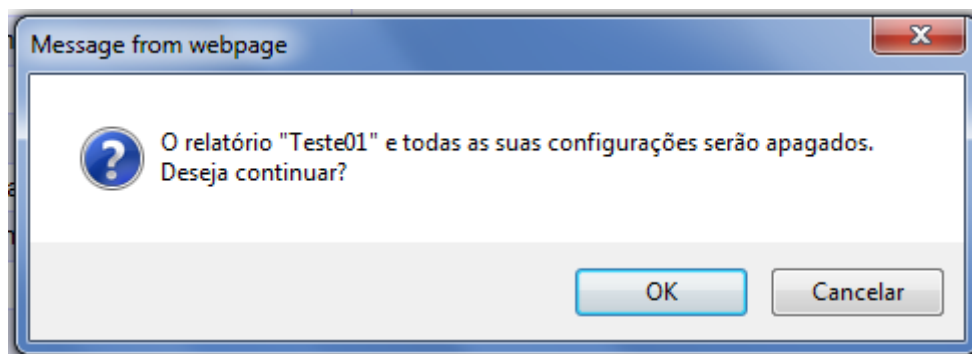 Message from webpage
O relatório "Teste01" e todas as suas configurações serão apagados.
Deseja continuar?
OK
Cancelar